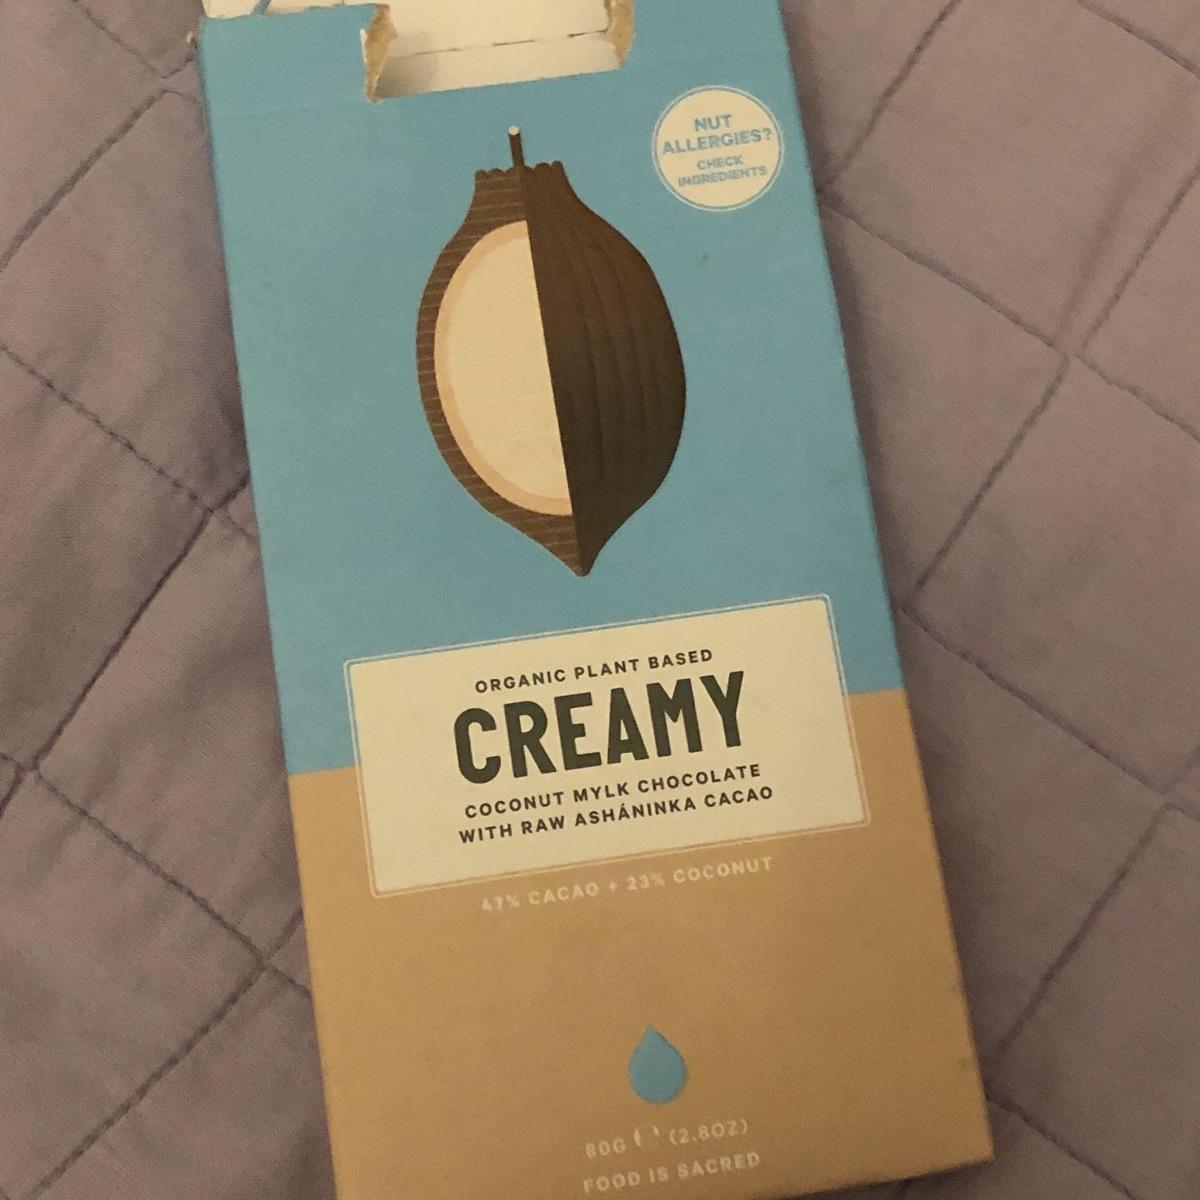 NUT
ALLERGIES?
CHECK
INGREDIENTS
ORGANIC PLANT BASED
CREAMY
COCONUT MYLK CHOCOLATE
WITH RAW ASHÁNINKA CACAO
47% CACAO + 23% COCONUT
80G ℮ (2.8OZ)
FOOD IS SACRED